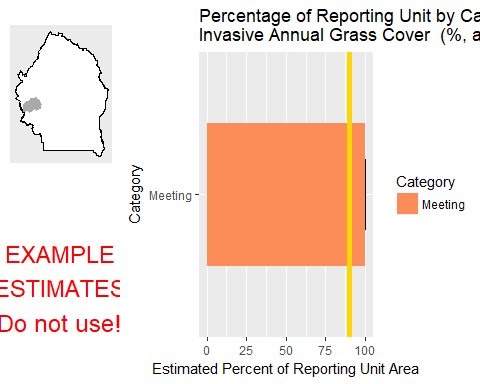 Percentage of Reporting Unit by Ca
Invasive Annual Grass Cover (%, a
Category
Meeting
Category
Meeting
EXAMPLE
ESTIMATES
Do not use!
0 25 50 75 100
Estimated Percent of Reporting Unit Area